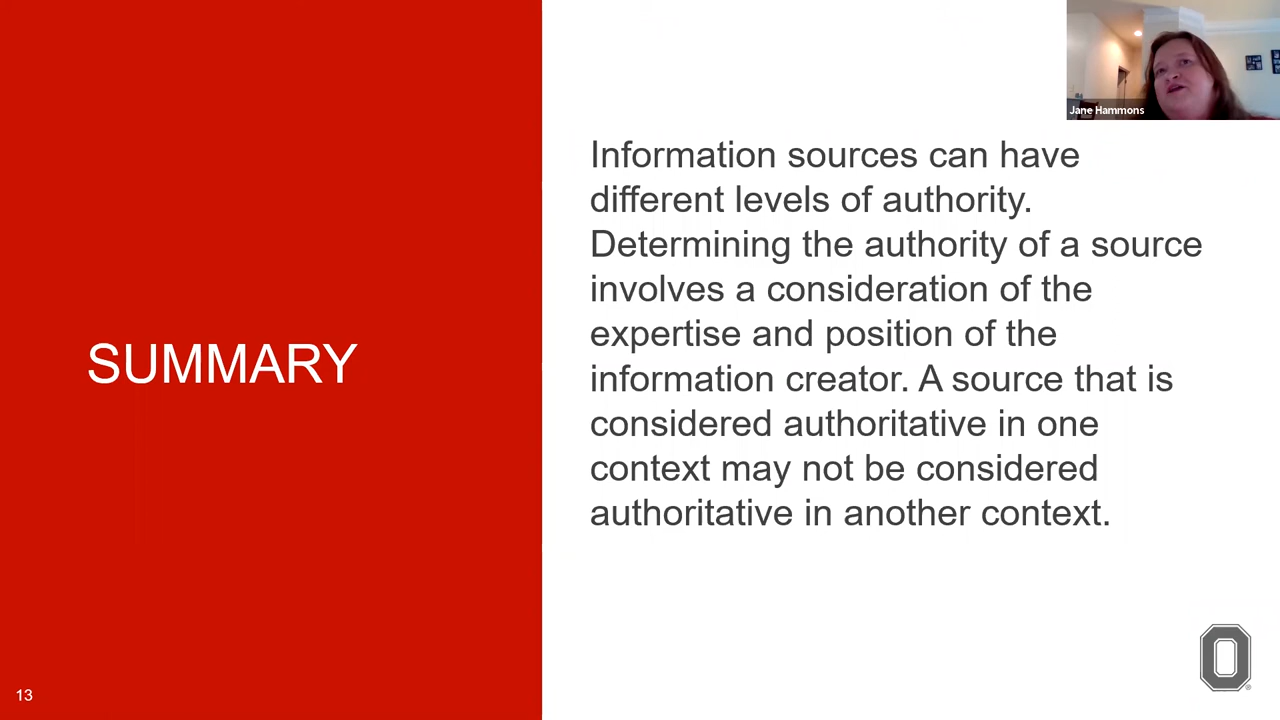 Jane Hammons
Information sources can have
different levels of authority.
Determining the authority of a source
involves a consideration of the
expertise and position of the
information creator. A source that is
considered authoritative in one
context may not be considered
authoritative in another context.
SUMMARY
13
O